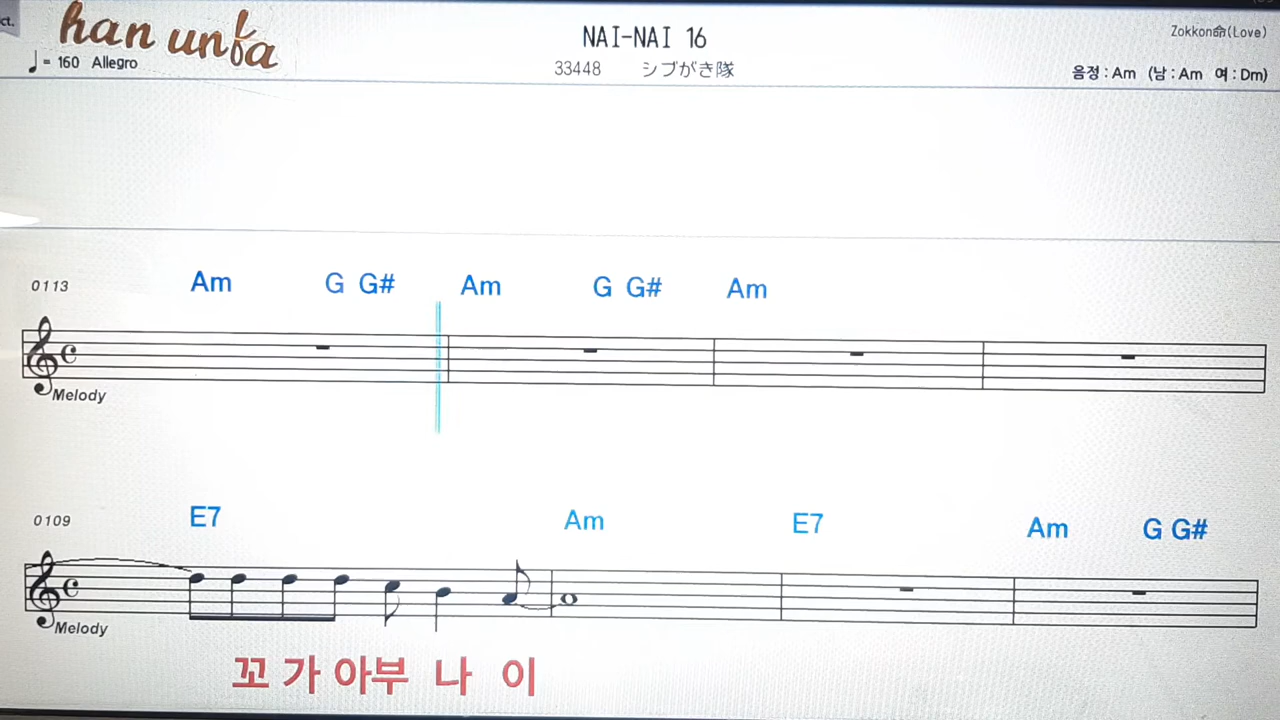 ct.
han unfa
♩= 160 Allegro
NAI-NAI 16
33448 シブがき隊
Zokkon命(Love)
음정 : Am (남 : Am 여 : Dm)
0113
Am G G# Am G G# Am
Melody
0109
E7 Am E7 Am G G#
Melody
꼬 가 아부 나 이